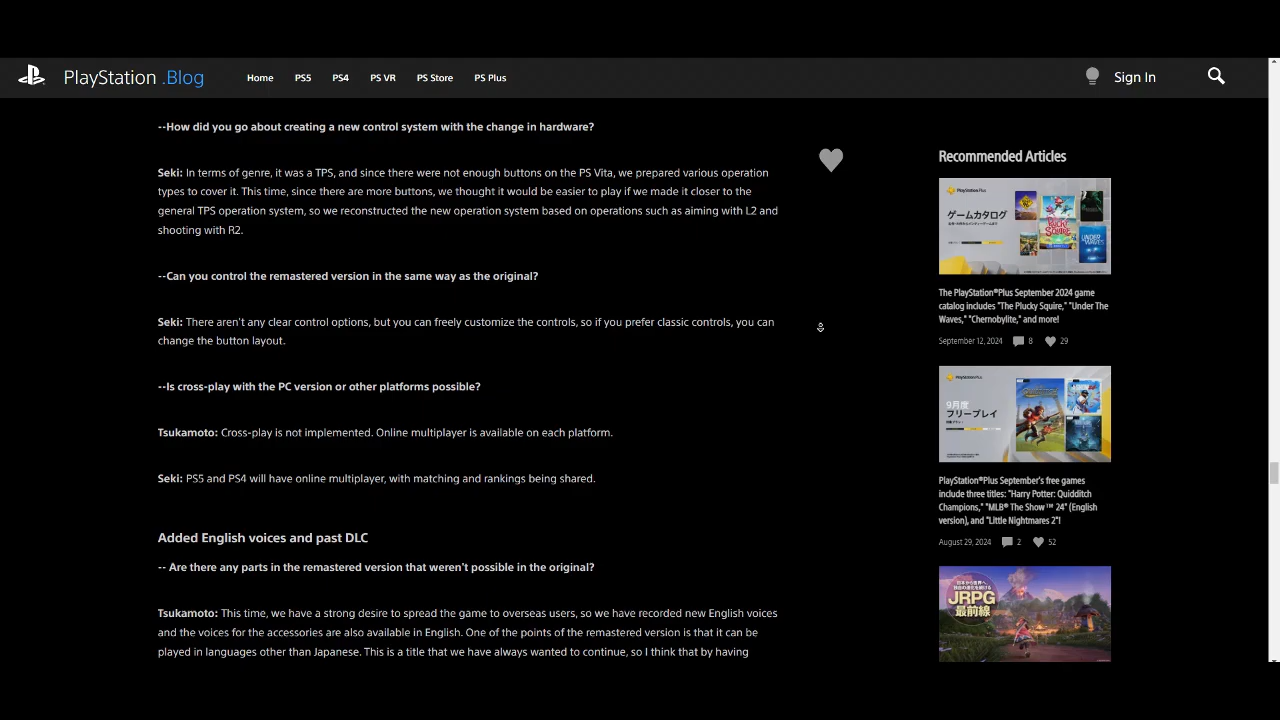 PlayStation .Blog
Home
PS5
PS4
PS VR
PS Store
PS Plus
Sign In
--How did you go about creating a new control system with the change in hardware?
Seki: In terms of genre, it was a TPS, and since there were not enough buttons on the PS Vita, we prepared various operation
types to cover it. This time, since there are more buttons, we thought it would be easier to play if we made it closer to the
general TPS operation system, so we reconstructed the new operation system based on operations such as aiming with L2 and
shooting with R2.
--Can you control the remastered version in the same way as the original?
Seki: There aren't any clear control options, but you can freely customize the controls, so if you prefer classic controls, you can
change the button layout.
--Is cross-play with the PC version or other platforms possible?
Tsukamoto: Cross-play is not implemented. Online multiplayer is available on each platform.
Seki: PS5 and PS4 will have online multiplayer, with matching and rankings being shared.
Added English voices and past DLC
-- Are there any parts in the remastered version that weren't possible in the original?
Tsukamoto: This time, we have a strong desire to spread the game to overseas users, so we have recorded new English voices
and the voices for the accessories are also available in English. One of the points of the remastered version is that it can be
played in languages other than Japanese. This is a title that we have always wanted to continue, so I think that by having
Recommended Articles
PlayStation Plus
ゲームカタログ
PLUCKY SQUIRE
UNDER THE WAVES
The PlayStation®Plus September 2024 game
catalog includes "The Plucky Squire," "Under The
Waves," "Chernobylite," and more!
September 12, 2024
8
29
PlayStation Plus
9月度
フリープレイ
PlayStation®Plus September's free games
include three titles: "Harry Potter: Quidditch
Champions," "MLB® The Show™ 24" (English
version), and "Little Nightmares 2"!
August 29, 2024
2
52
JRPG
最前線